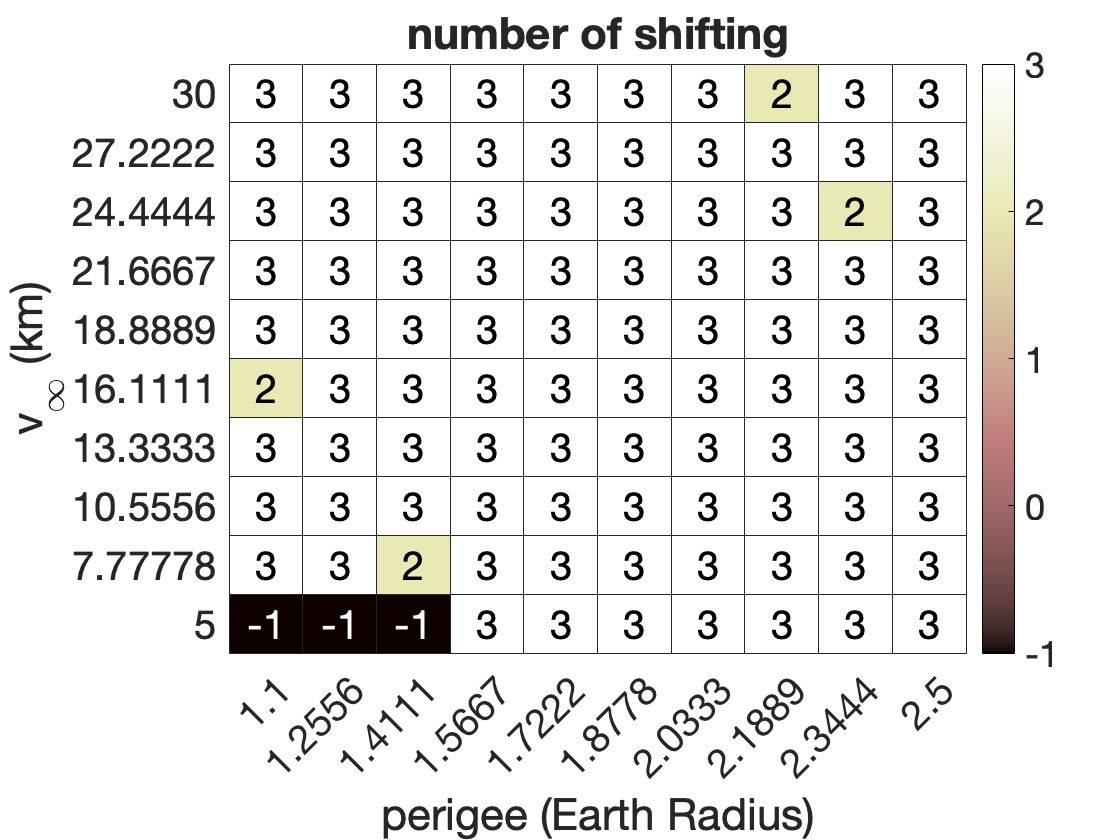 number of shifting
30 3 3 3 3 3 3 3 2 3 3
27.2222 3 3 3 3 3 3 3 3 3 3
24.4444 3 3 3 3 3 3 3 3 2 3
21.6667 3 3 3 3 3 3 3 3 3 3
18.8889 3 3 3 3 3 3 3 3 3 3
16.1111 2 3 3 3 3 3 3 3 3 3
13.3333 3 3 3 3 3 3 3 3 3 3
10.5556 3 3 3 3 3 3 3 3 3 3
7.77778 3 3 2 3 3 3 3 3 3 3
5 -1 -1 -1 3 3 3 3 3 3 3
1.1 1.2556 1.4111 1.5667 1.7222 1.8778 2.0333 2.1889 2.3444 2.5
perigee (Earth Radius)
v∞ (km)
3
2
1
0
-1